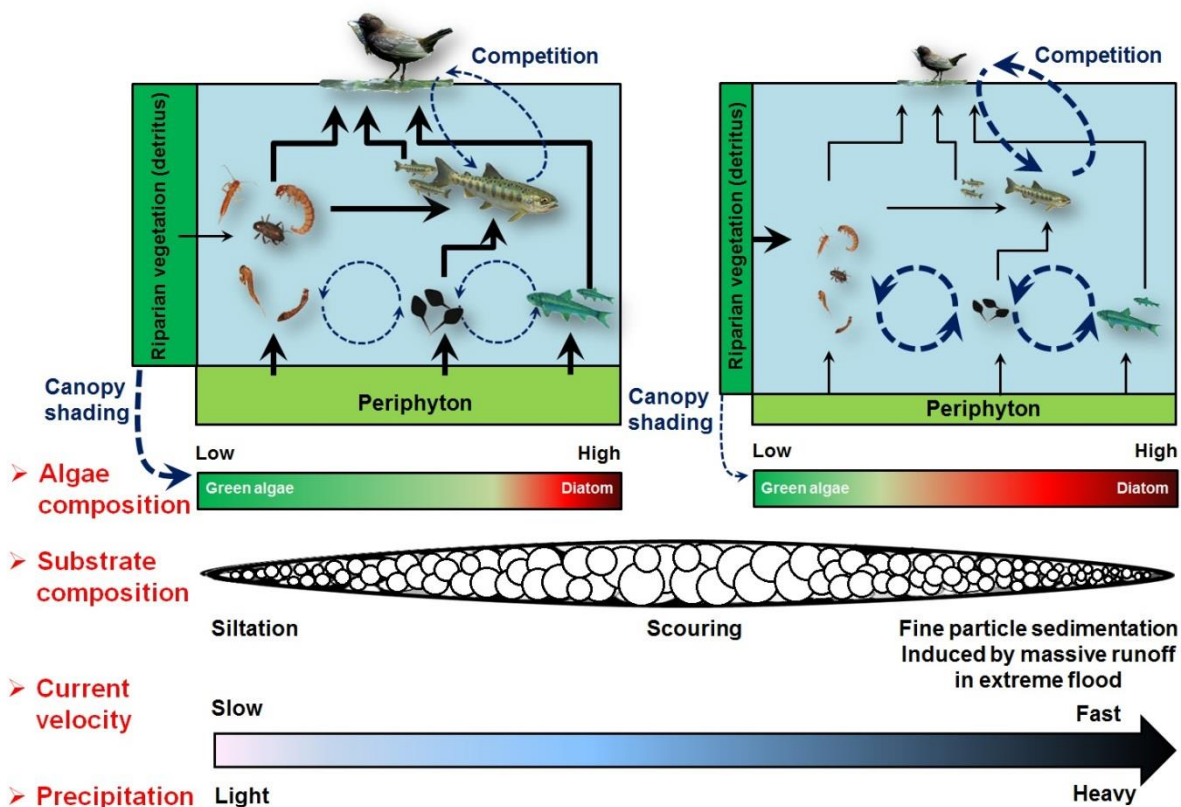 Competition
Riparian vegetation (detritus)
Canopy
shading
Periphyton
Competition
Riparian vegetation (detritus)
Canopy
shading
Periphyton
Low
High
Green algae
Diatom
Low
High
Green algae
Diatom
Algae
composition
Substrate
composition
Siltation
Scouring
Fine particle sedimentation
Induced by massive runoff
in extreme flood
Current
velocity
Slow
Fast
Precipitation
Light
Heavy